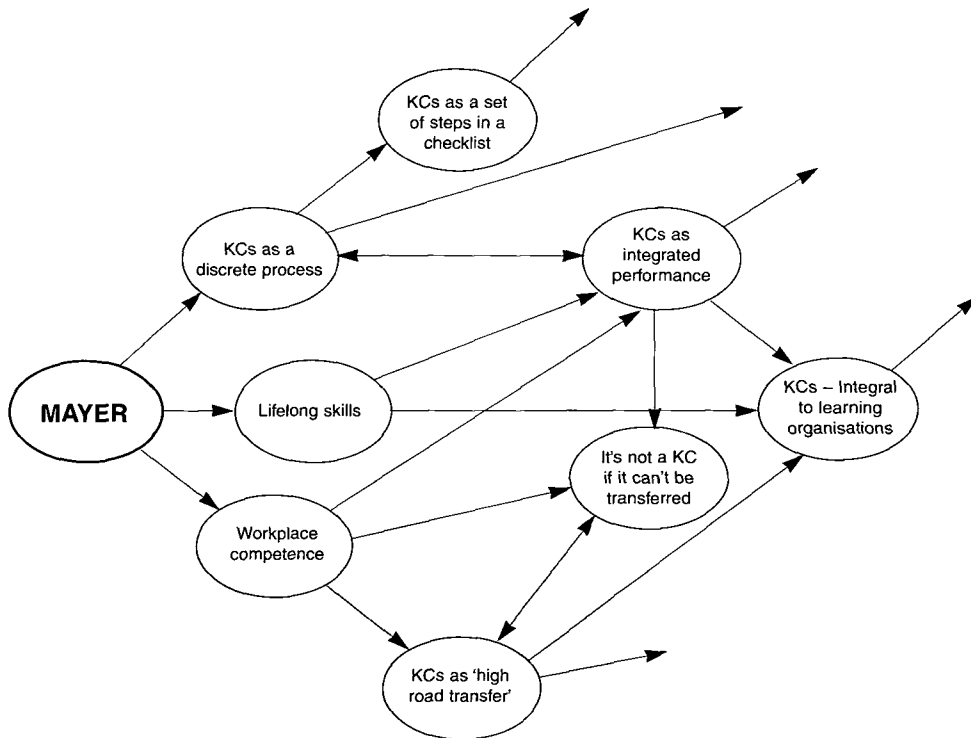 KCs as a set
of steps in a
checklist
KCs as a
discrete process
KCs as
integrated
performance
MAYER
Lifelong skills
KCs – Integral
to learning
organisations
It's not a KC
if it can't be
transferred
Workplace
competence
KCs as ‘high
road transfer’